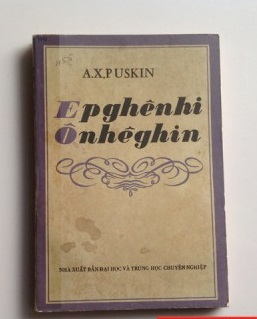 A.X.PUSKIN
Epghênhi
Ônhêghin
NHÀ XUẤT BẢN ĐẠI HỌC VÀ TRUNG HỌC CHUYÊN NGHIỆP